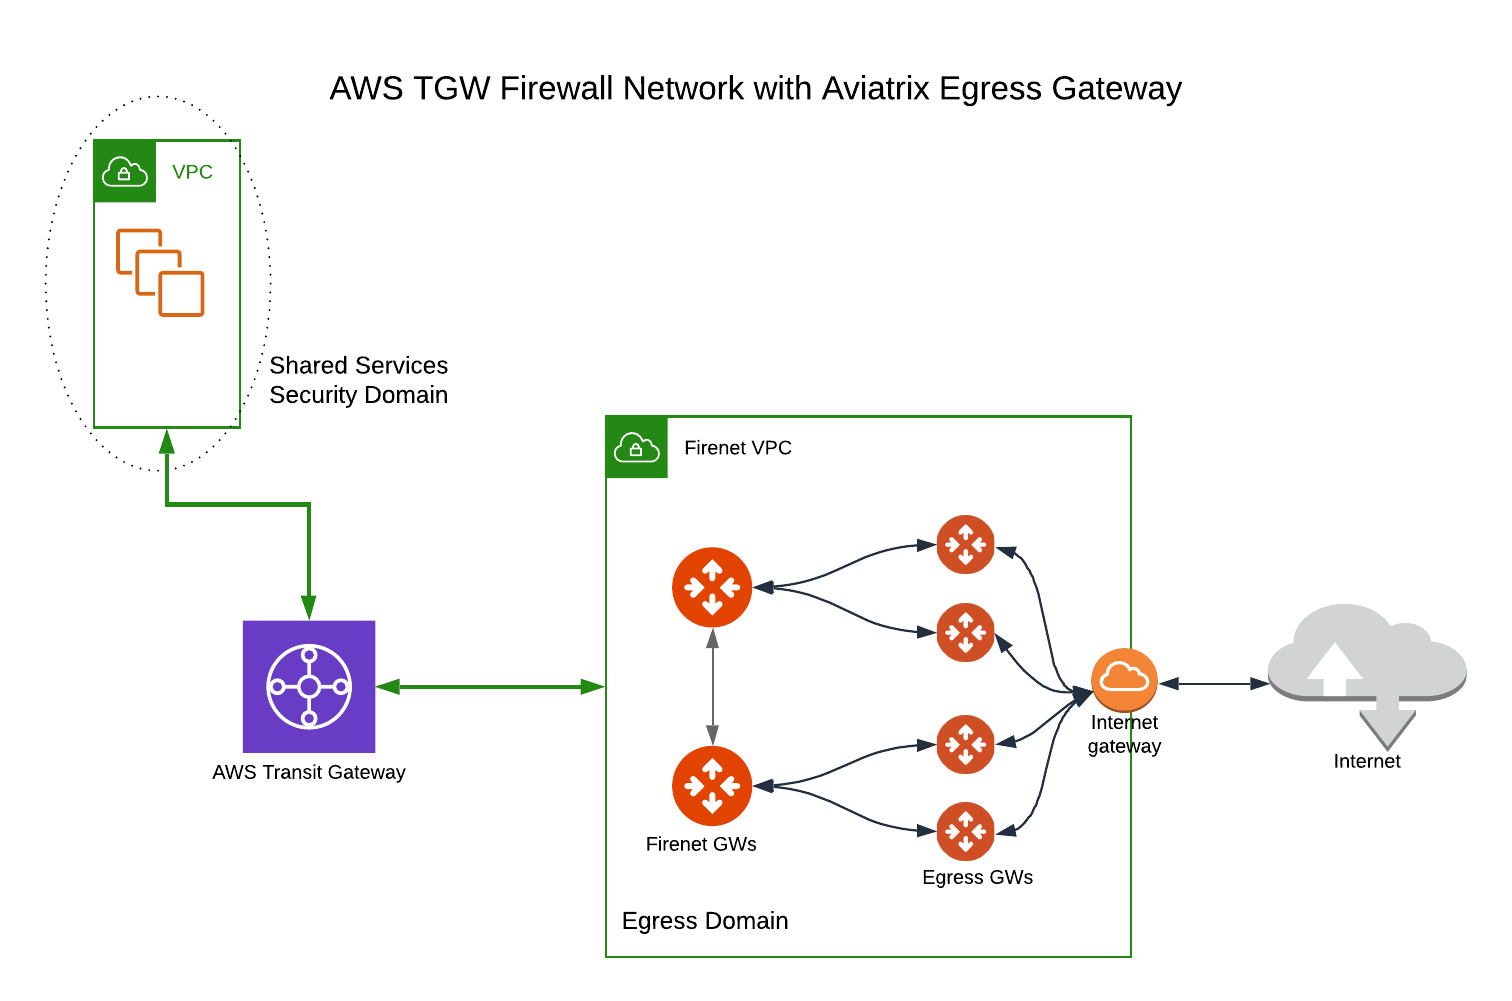 AWS TGW Firewall Network with Aviatrix Egress Gateway
VPC
Shared Services
Security Domain
Firenet VPC
Internet
gateway
Internet
AWS Transit Gateway
Firenet GWs
Egress GWs
Egress Domain